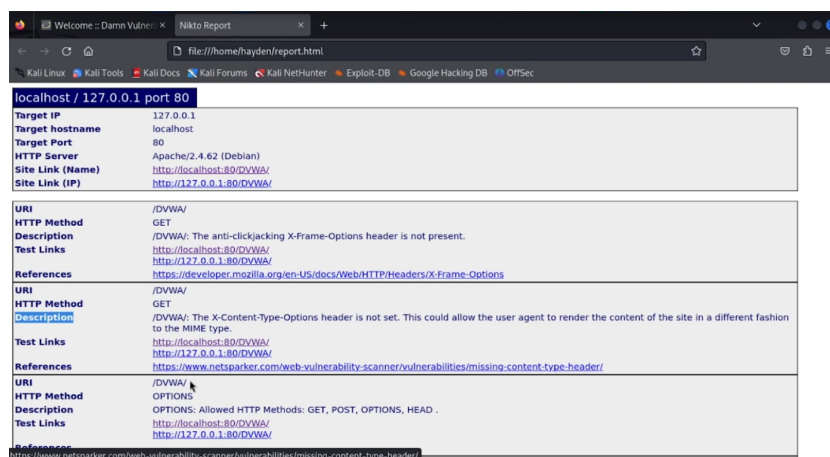 Welcome :: Damn Vulner
Nikto Report
file:///home/hayden/report.html
Kali Linux Kali Tools Kali Docs Kali Forums Kali NetHunter Exploit-DB Google Hacking DB OffSec
localhost / 127.0.0.1 port 80
Target IP 127.0.0.1
Target hostname localhost
Target Port 80
HTTP Server Apache/2.4.62 (Debian)
Site Link (Name) http://localhost:80/DVWA/
Site Link (IP) http://127.0.0.1:80/DVWA/
URI /DVWA/
HTTP Method GET
Description /DVWA/: The anti-clickjacking X-Frame-Options header is not present.
Test Links http://localhost:80/DVWA/
http://127.0.0.1:80/DVWA/
References https://developer.mozilla.org/en-US/docs/Web/HTTP/Headers/X-Frame-Options
URI /DVWA/
HTTP Method GET
Description /DVWA/: The X-Content-Type-Options header is not set. This could allow the user agent to render the content of the site in a different fashion
to the MIME type.
Test Links http://localhost:80/DVWA/
http://127.0.0.1:80/DVWA/
References https://www.netsparker.com/web-vulnerability-scanner/vulnerabilities/missing-content-type-header/
URI /DVWA/
HTTP Method OPTIONS
Description OPTIONS: Allowed HTTP Methods: GET, POST, OPTIONS, HEAD .
Test Links http://localhost:80/DVWA/
http://127.0.0.1:80/DVWA/
References
https://www.netsparker.com/web-vulnerability-scanner/vulnerabilities/missing-content-type-header/